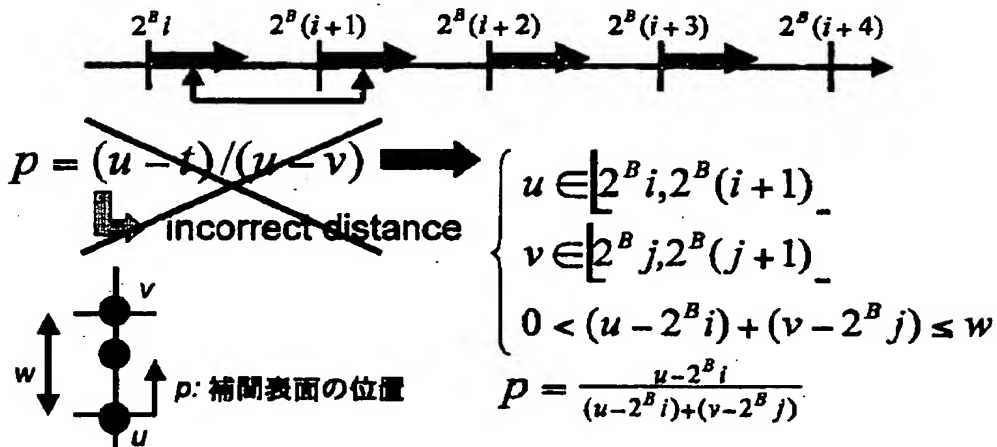 2^B i 2^B(i+1) 2^B(i+2) 2^B(i+3) 2^B(i+4)
p = (u − t)/(u − v)
incorrect distance
u ∈ [2^B i, 2^B(i+1)_
v ∈ [2^B j, 2^B(j+1)_
0 < (u − 2^B i) + (v − 2^B j) ≤ w
p = \frac{u−2^B i}{(u−2^B i)+(v−2^B j)}
v
w
p: 補間表面の位置
u